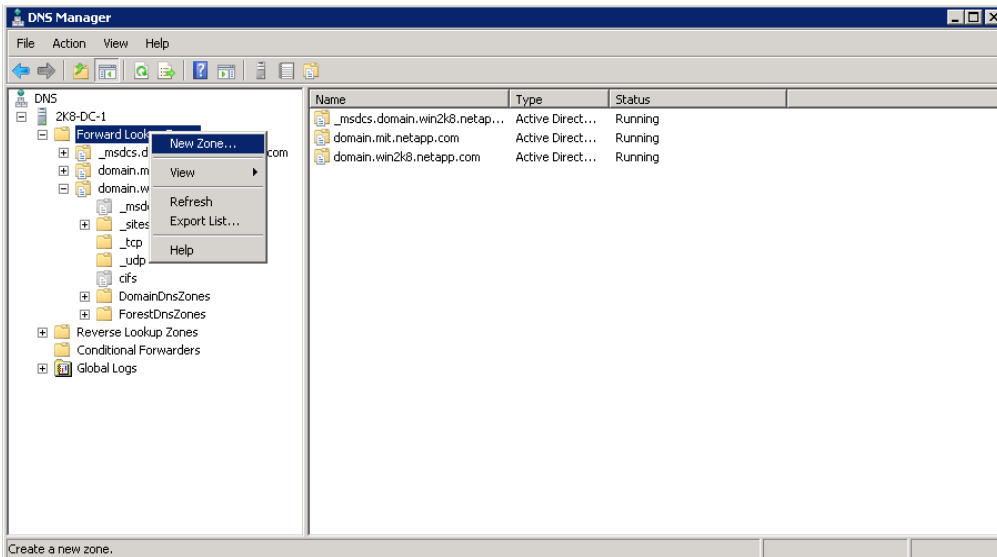 DNS Manager
File Action View Help
DNS
2K8-DC-1
Forward Look
_msdcs.d com
domain.m
domain.w
_msd
_sites
_tcp
_udp
cifs
DomainDnsZones
ForestDnsZones
Reverse Lookup Zones
Conditional Forwarders
Global Logs
New Zone...
View
Refresh
Export List...
Help
Name Type Status
_msdcs.domain.win2k8.netap... Active Direct... Running
domain.mit.netapp.com Active Direct... Running
domain.win2k8.netapp.com Active Direct... Running
Create a new zone.